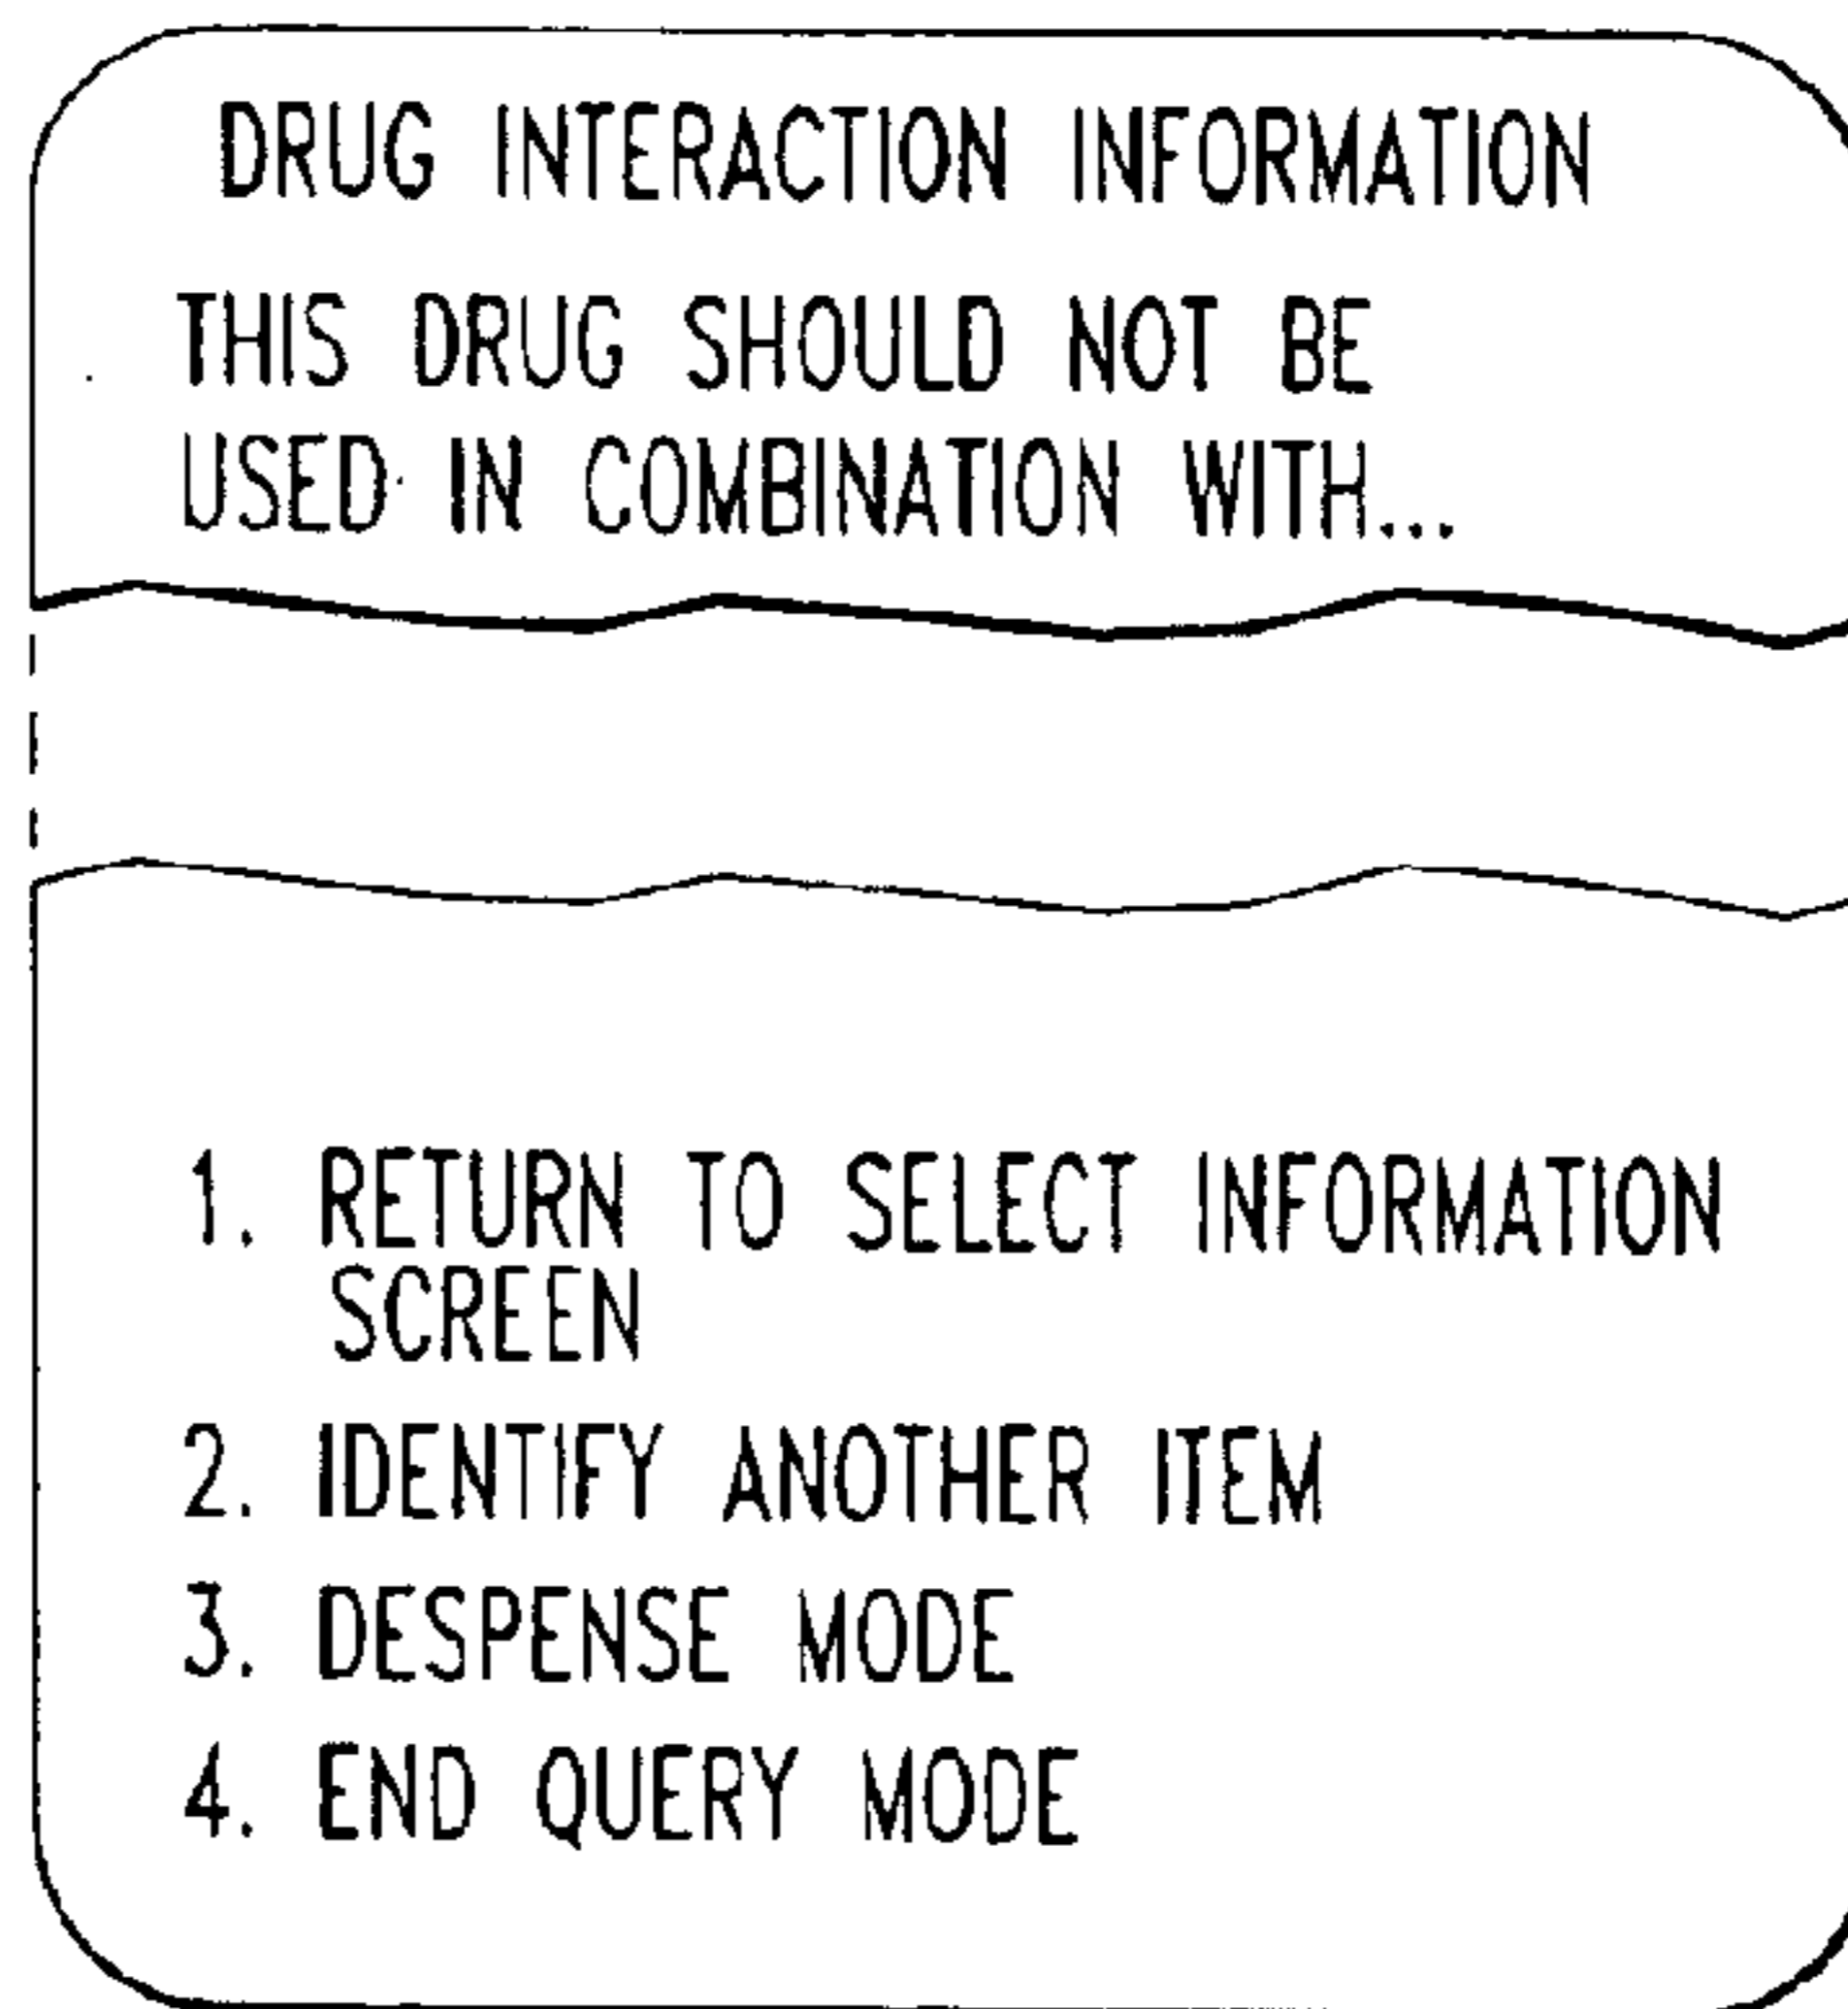 DRUG INTERACTION INFORMATION
THIS DRUG SHOULD NOT BE
USED IN COMBINATION WITH...
1. RETURN TO SELECT INFORMATION
SCREEN
2. IDENTIFY ANOTHER ITEM
3. DESPENSE MODE
4. END QUERY MODE